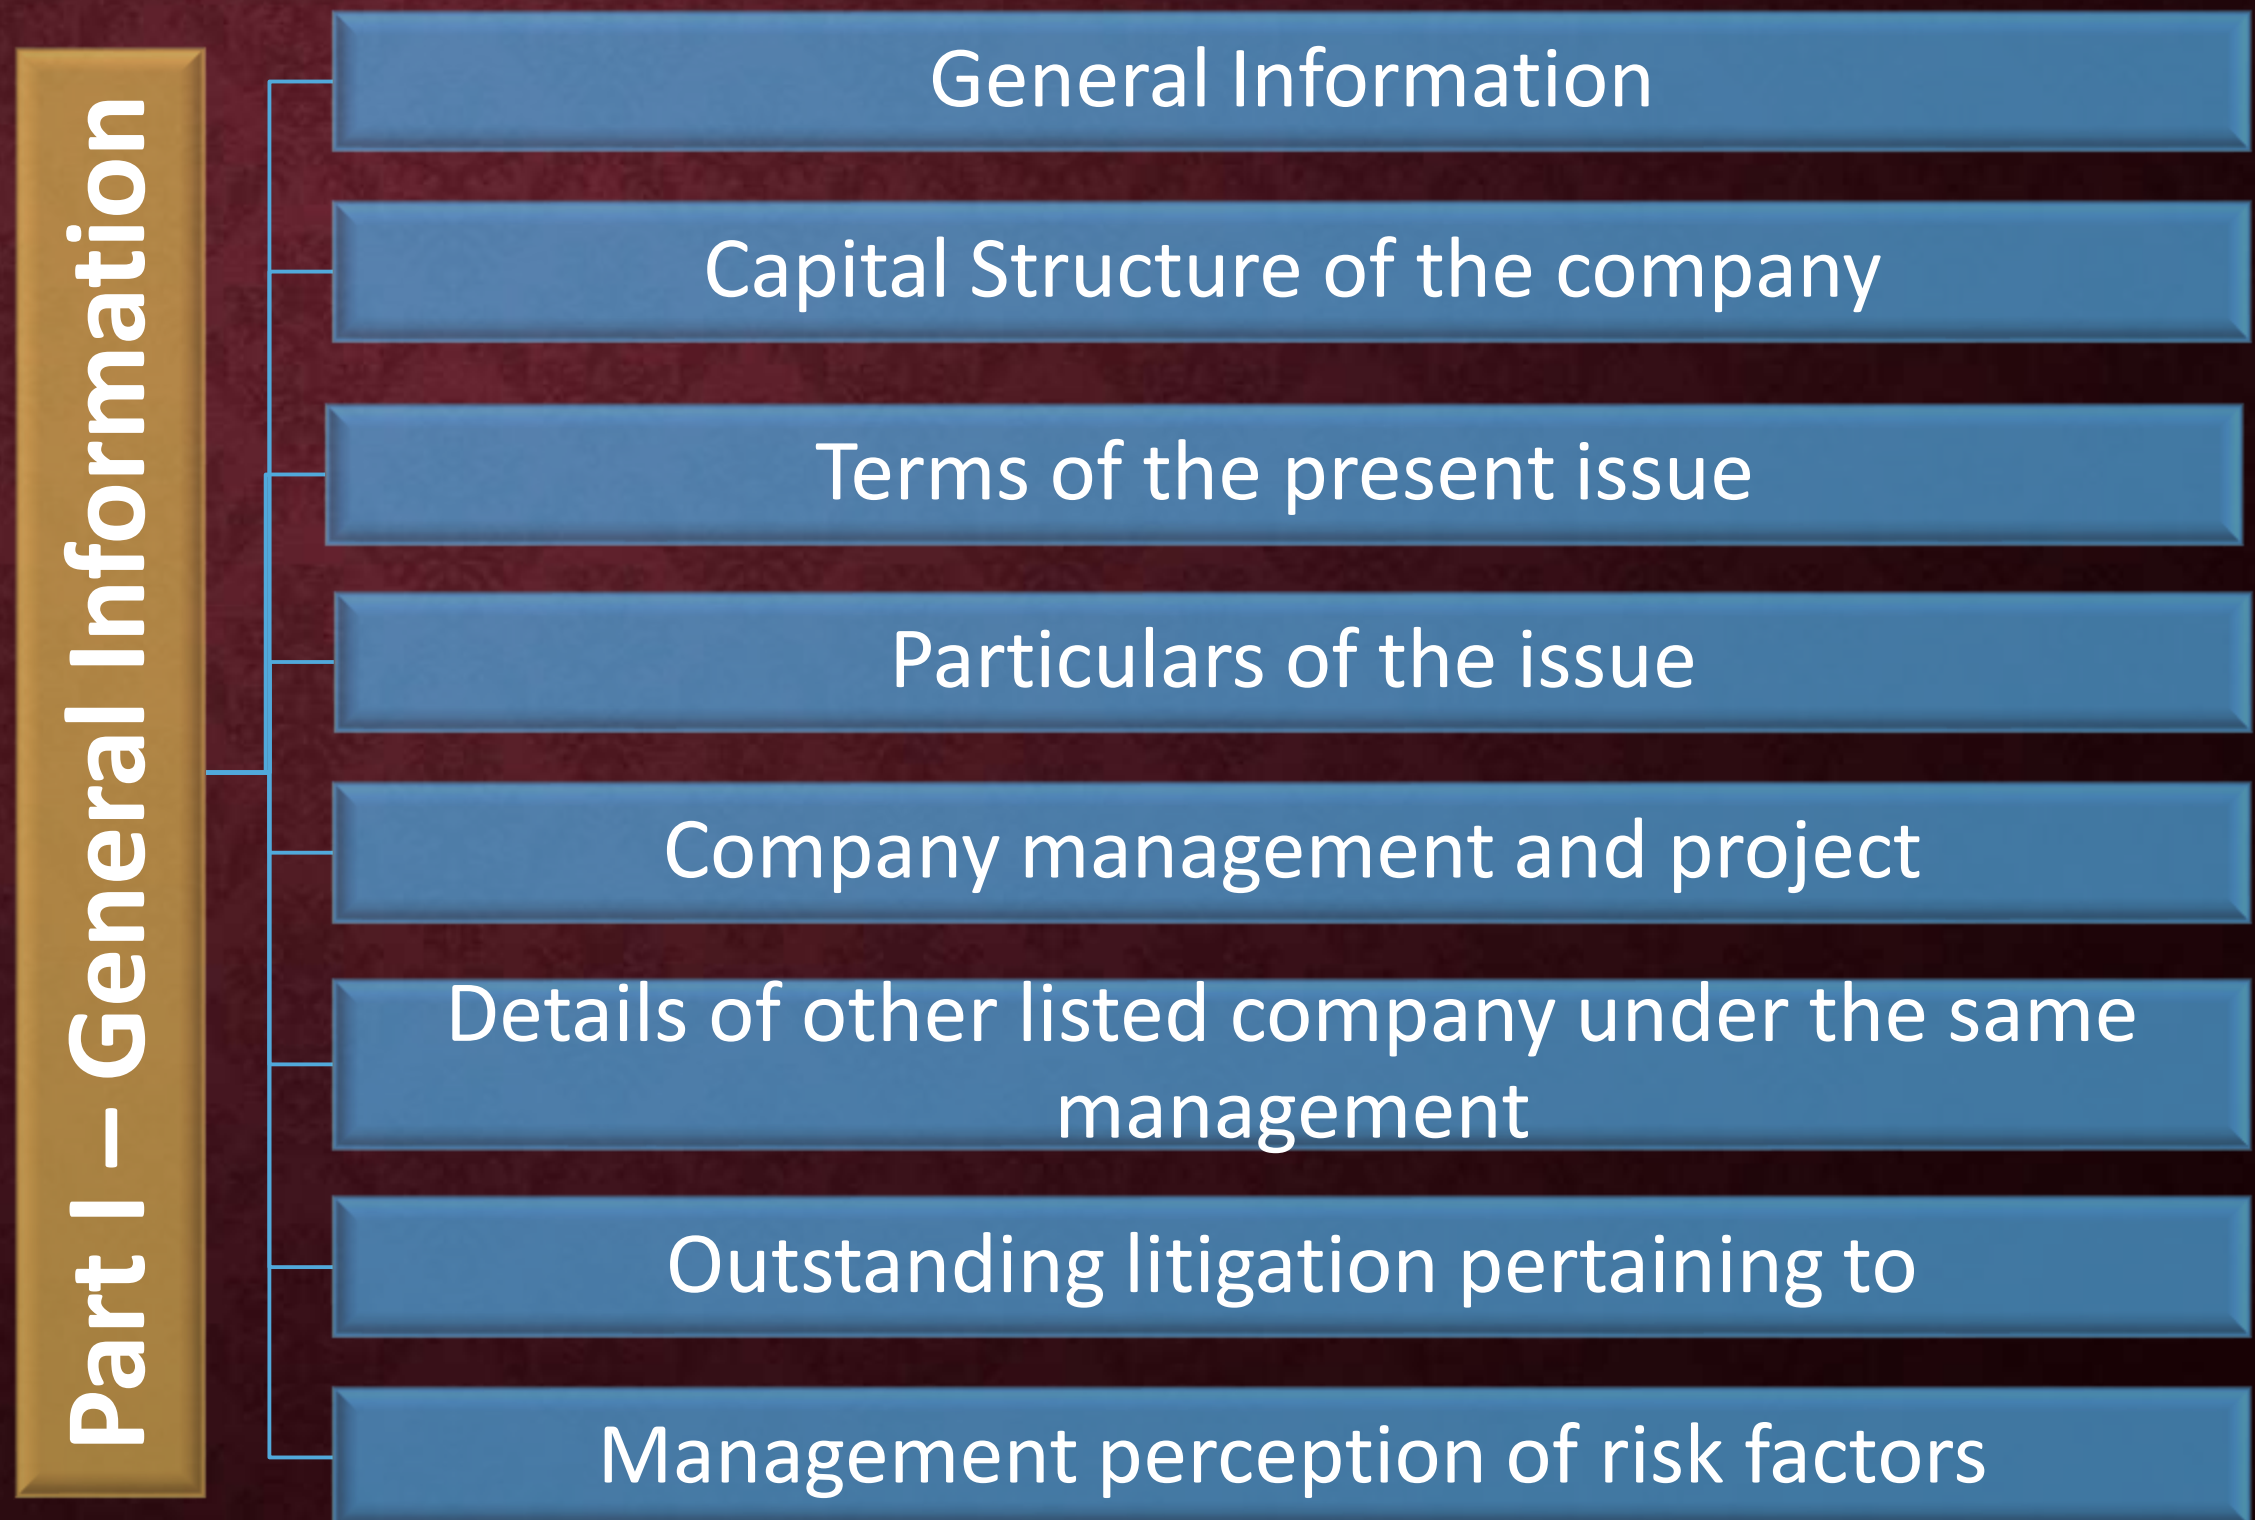 Part I – General Information
General Information
Capital Structure of the company
Terms of the present issue
Particulars of the issue
Company management and project
Details of other listed company under the same
management
Outstanding litigation pertaining to
Management perception of risk factors